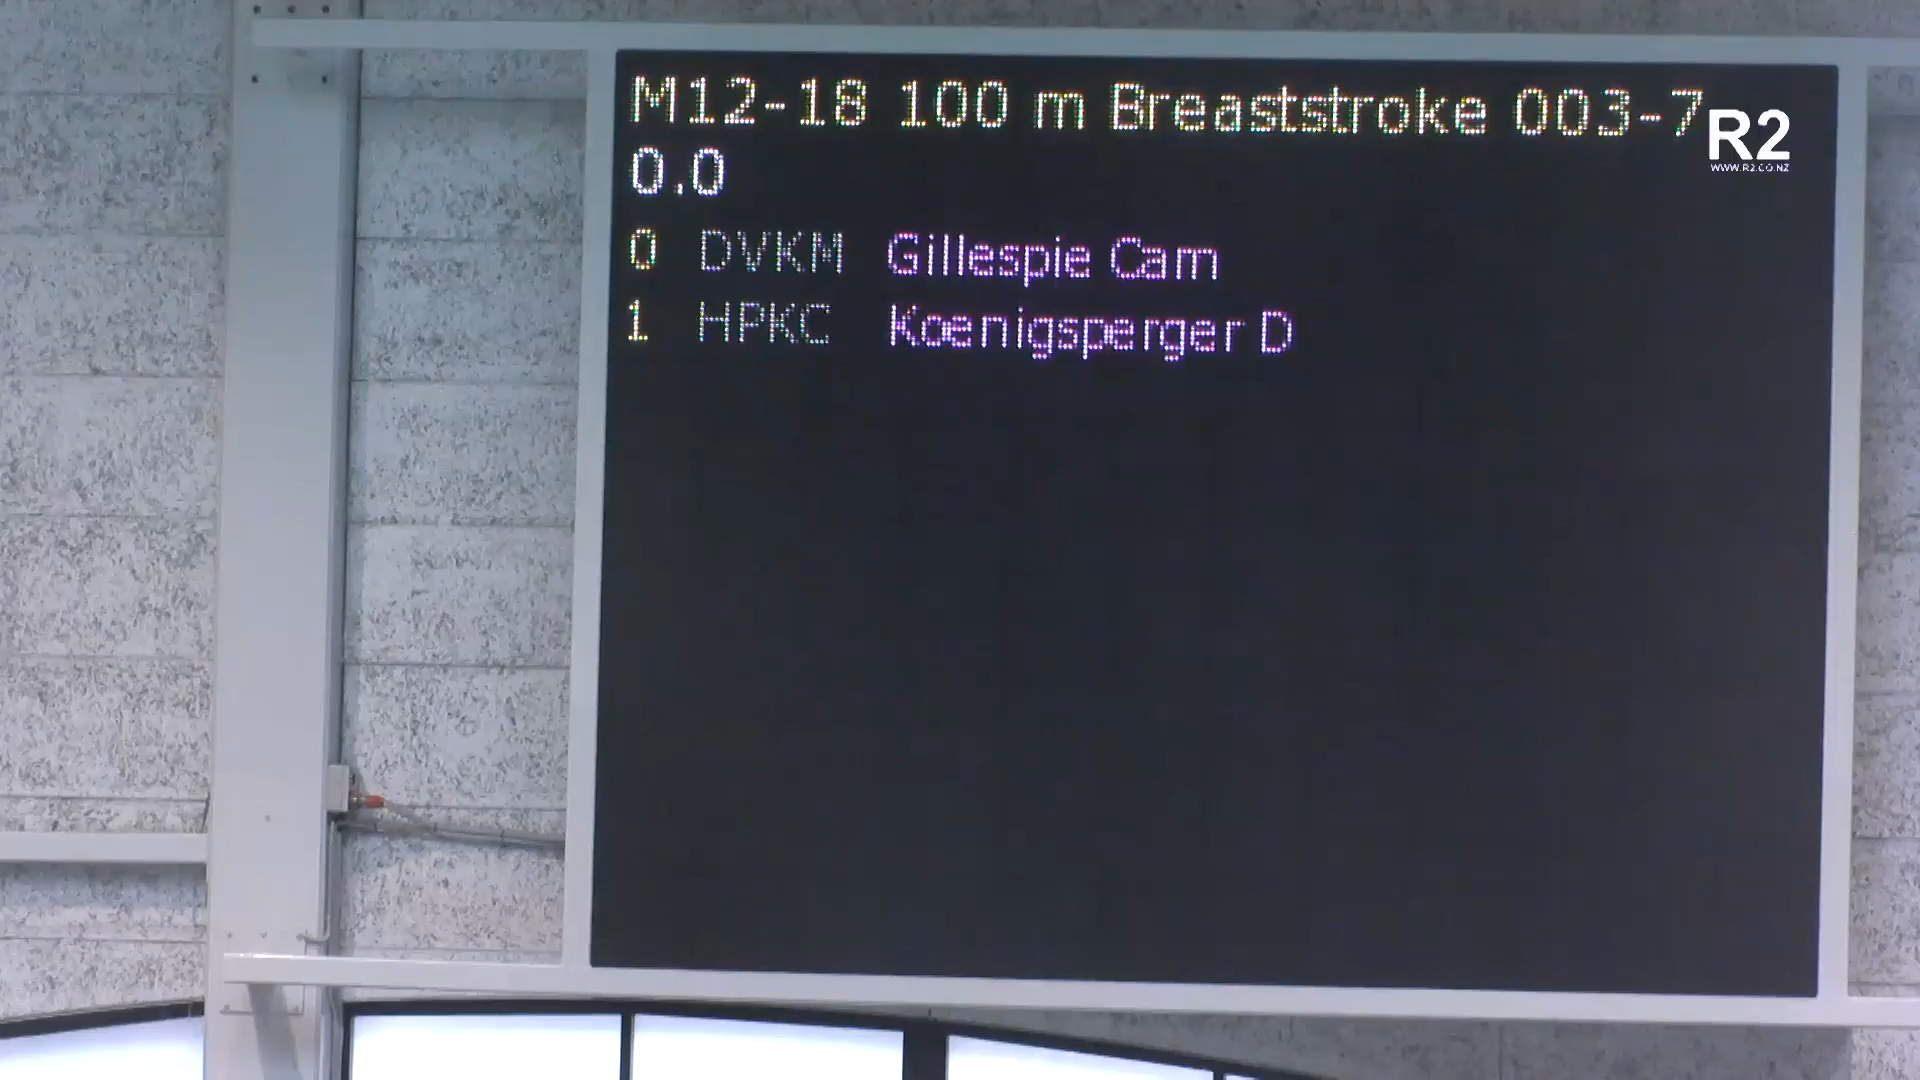 M12-18 100 m Breaststroke 003-7
R2
WWW.R2.CO.NZ
0.0
0 DVKM Gillespie Cam
1 HPKC Koenigsperger D